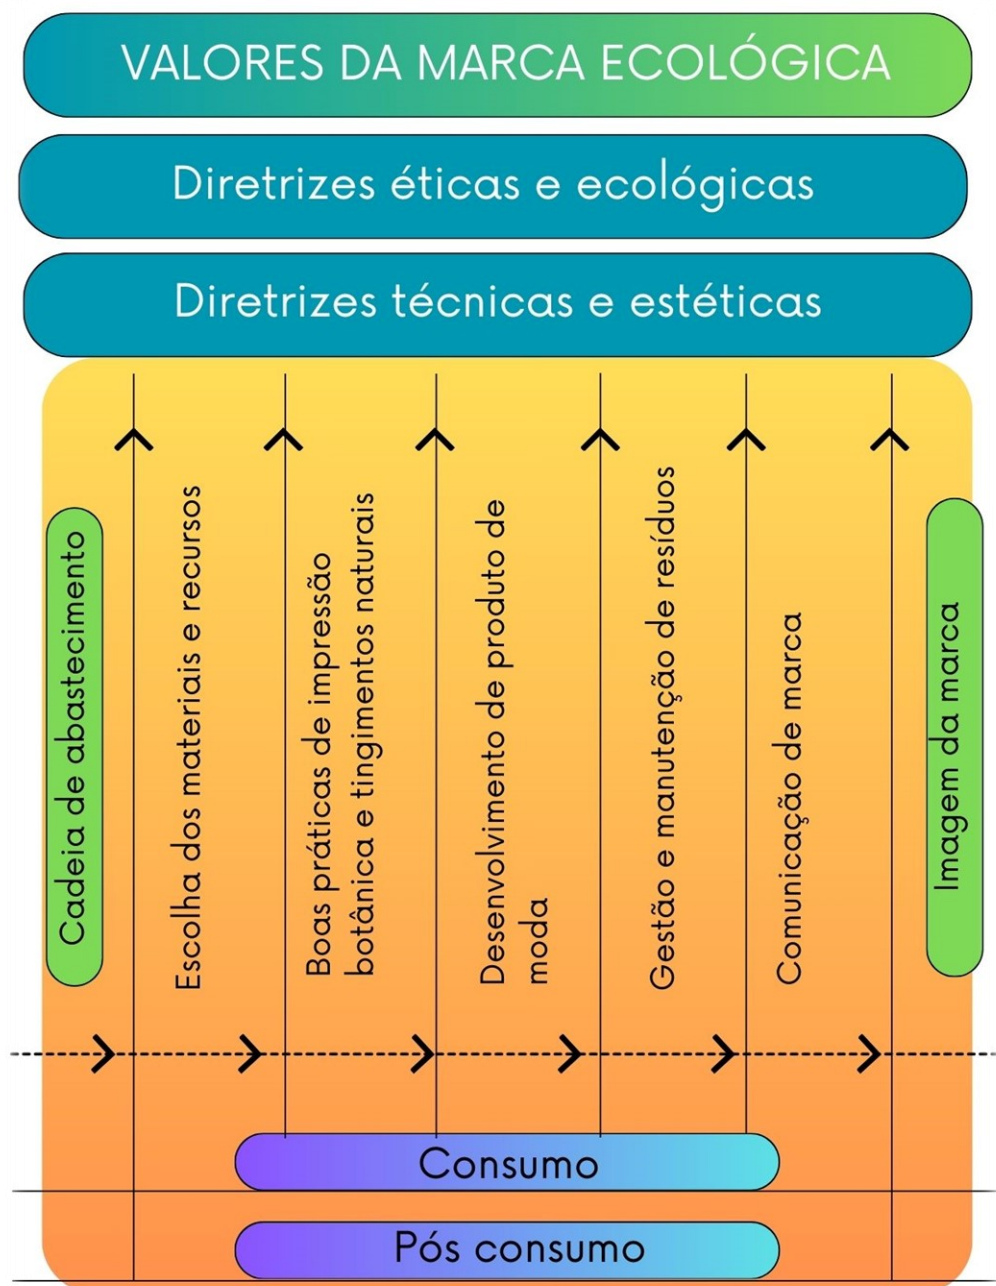 VALORES DA MARCA ECOLÓGICA
Diretrizes éticas e ecológicas
Diretrizes técnicas e estéticas
Cadeia de abastecimento
Escolha dos materiais e recursos
Boas práticas de impressão
botânica e tingimentos naturais
Desenvolvimento de produto de
moda
Gestão e manutenção de resíduos
Comunicação de marca
Imagem da marca
Consumo
Pós consumo